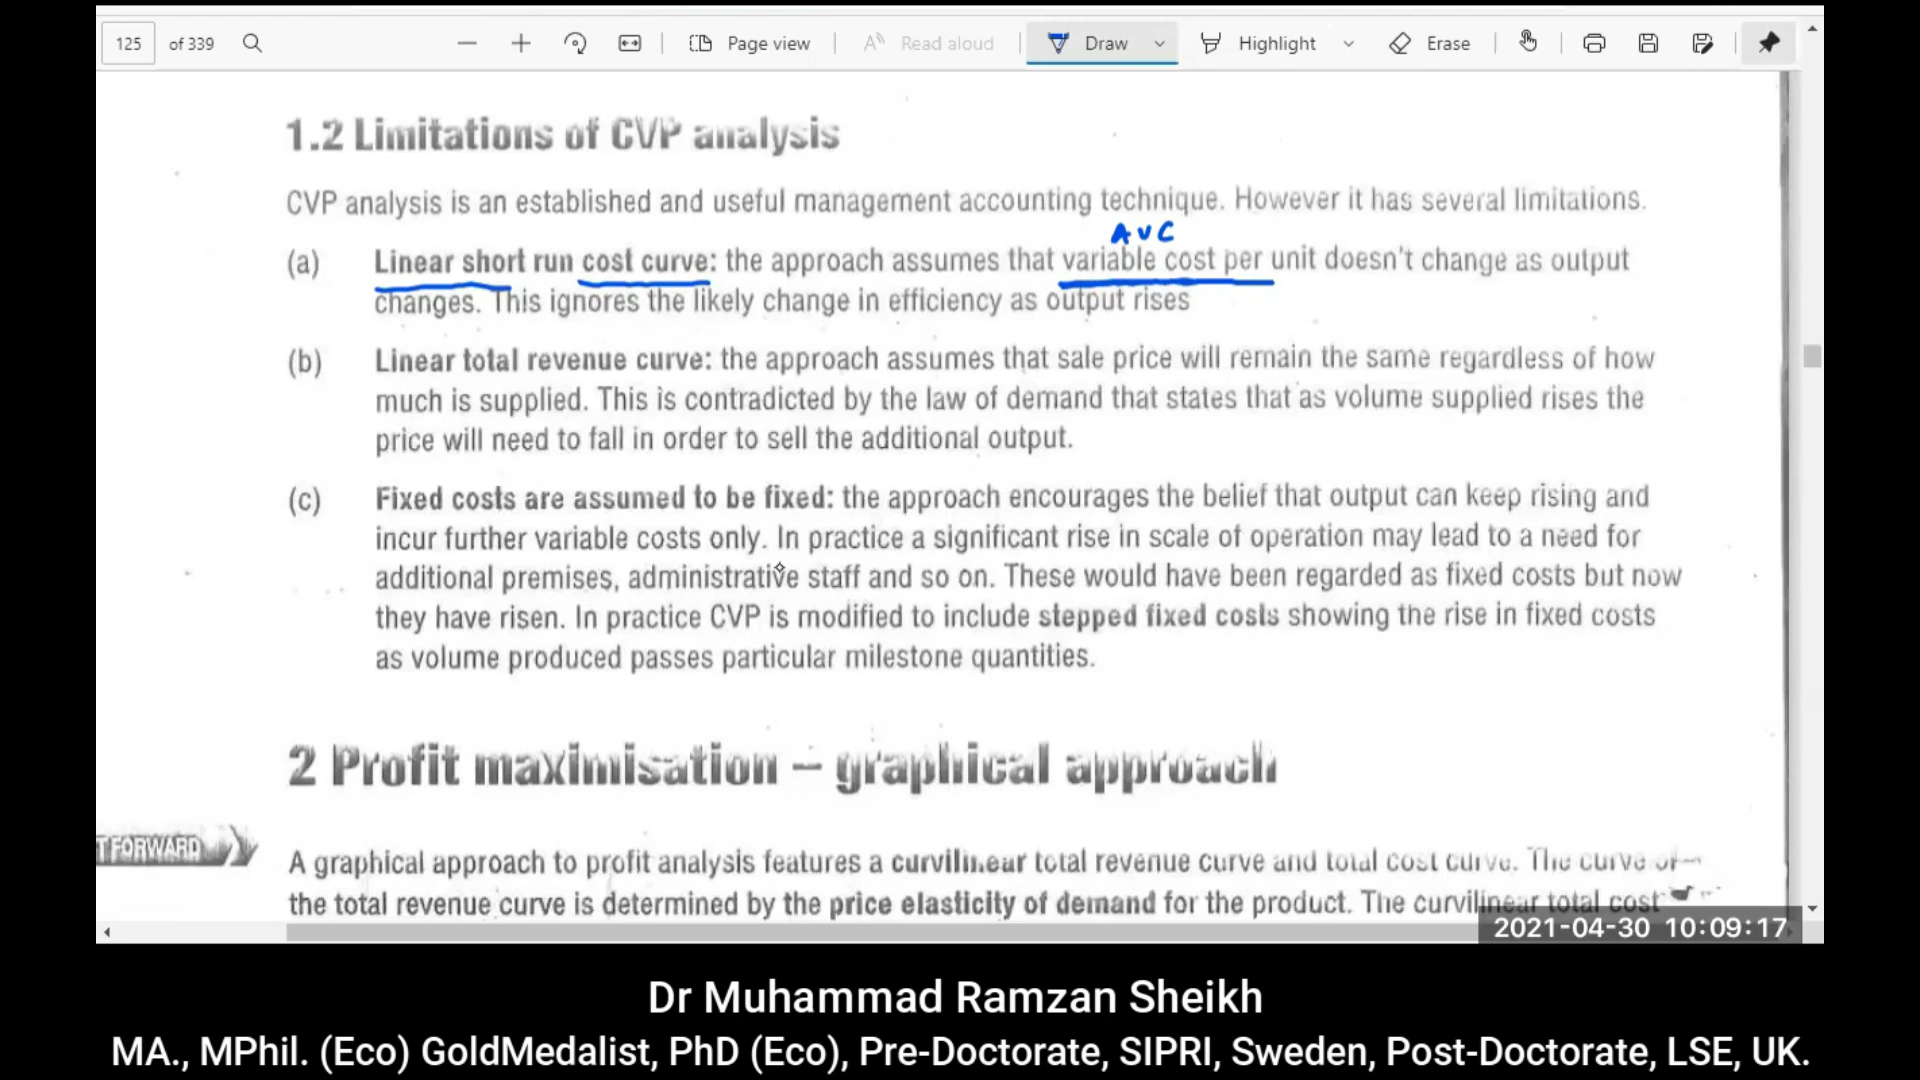 125 of 339 Page view Read aloud Draw Highlight Erase
1.2 Limitations of CVP analysis
CVP analysis is an established and useful management accounting technique. However it has several limitations.
AVC
(a) Linear short run cost curve: the approach assumes that variable cost per unit doesn't change as output
changes. This ignores the likely change in efficiency as output rises
(b) Linear total revenue curve: the approach assumes that sale price will remain the same regardless of how
much is supplied. This is contradicted by the law of demand that states that as volume supplied rises the
price will need to fall in order to sell the additional output.
(c) Fixed costs are assumed to be fixed: the approach encourages the belief that output can keep rising and
incur further variable costs only. In practice a significant rise in scale of operation may lead to a need for
additional premises, administrative staff and so on. These would have been regarded as fixed costs but now
they have risen. In practice CVP is modified to include stepped fixed costs showing the rise in fixed costs
as volume produced passes particular milestone quantities.
2 Profit maximisation – graphical approach
T FORWARD
A graphical approach to profit analysis features a curvilinear total revenue curve and total cost curve. The curve of
the total revenue curve is determined by the price elasticity of demand for the product. The curvilinear total cost
2021-04-30 10:09:17
Dr Muhammad Ramzan Sheikh
MA., MPhil. (Eco) GoldMedalist, PhD (Eco), Pre-Doctorate, SIPRI, Sweden, Post-Doctorate, LSE, UK.